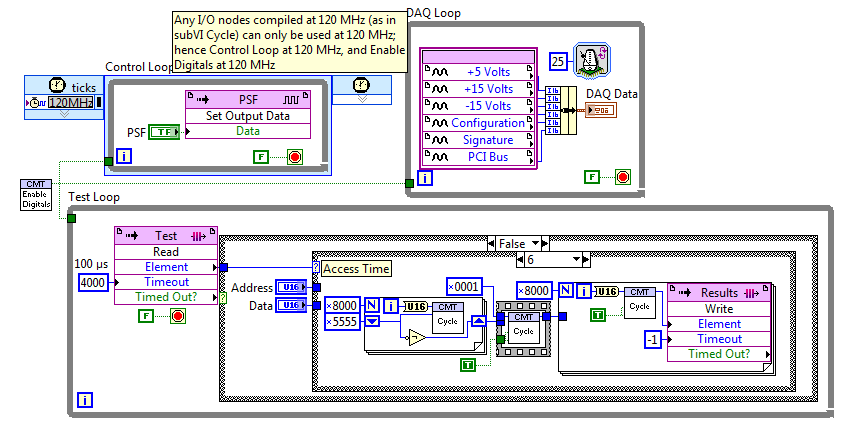 DAQ Loop
Any I/O nodes compiled at 120 MHz (as in
subVI Cycle) can only be used at 120 MHz;
hence Control Loop at 120 MHz, and Enable
Digitals at 120 MHz
Control Loop
ticks
120MHz
PSF
Set Output Data
Data
PSF
TF
i
F
25
+5 Volts
+15 Volts
-15 Volts
Configuration
Signature
PCI Bus
DAQ Data
i
F
CMT
Enable
Digitals
Test Loop
Test
Read
Element
Timeout
Timed Out?
100 µs
4000
F
False
6
Access Time
Address
U16
Data
U16
x8000
N
i
U16
CMT
Cycle
x5555
x0001
CMT
Cycle
T
x8000
N
i
U16
CMT
Cycle
T
Results
Write
Element
Timeout
Timed Out?
-1
i